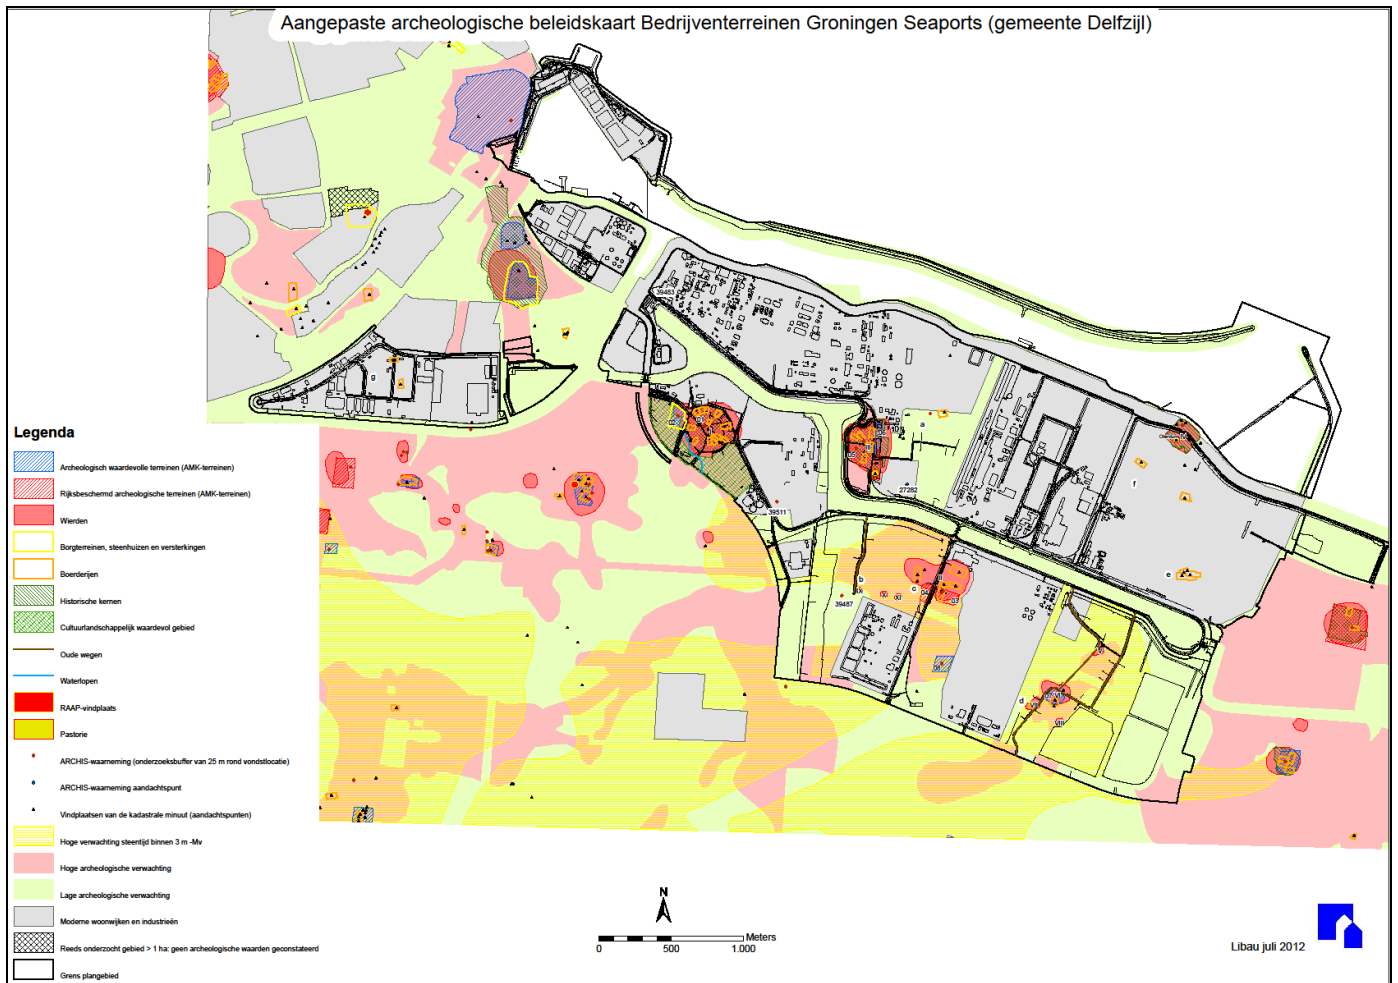 Aangepaste archeologische beleidskaart Bedrijventerreinen Groningen Seaports (gemeente Delfzijl)
39483
g
a
27282
f
39511
e
b
c
39487
d
Legenda
Archeologisch waardevolle terreinen (AMK-terreinen)
Rijksbeschermd archeologische terreinen (AMK-terreinen)
Wierden
Borgterreinen, steenhuizen en versterkingen
Boerderijen
Historische kernen
Cultuurlandschappelijk waardevol gebied
Oude wegen
Waterlopen
RAAP-vindplaats
Pastorie
ARCHIS-waarneming (onderzoeksbuffer van 25 m rond vondstlocatie)
ARCHIS-waarneming aandachtspunt
Vindplaatsen van de kadastrale minuut (aandachtspunten)
Hoge verwachting steentijd binnen 3 m -Mv
Hoge archeologische verwachting
Lage archeologische verwachting
Moderne woonwijken en industrieën
Reeds onderzocht gebied > 1 ha: geen archeologische waarden geconstateerd
Grens plangebied
N
Meters
0 500 1.000
Libau juli 2012